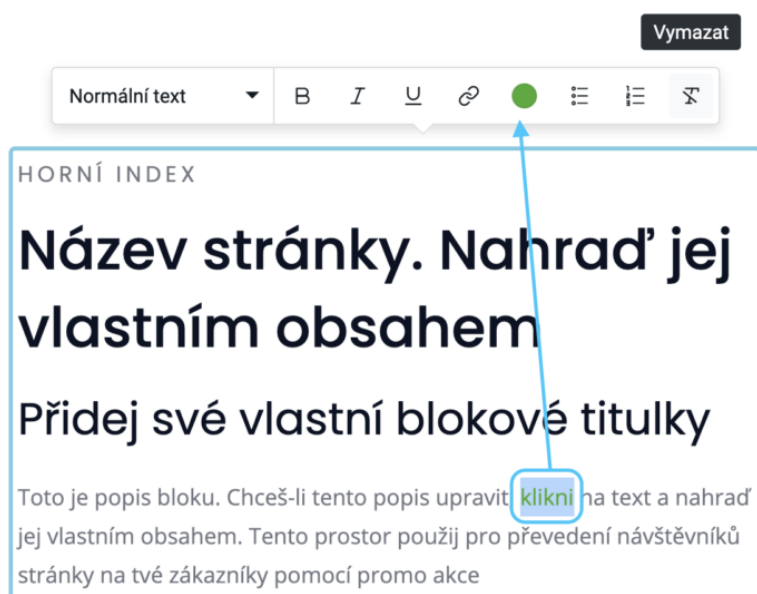 Vymazat
Normální text B I U
HORNÍ INDEX
Název stránky. Nahraď jej
vlastním obsahem
Přidej své vlastní blokové titulky
Toto je popis bloku. Chceš-li tento popis upravit klikni na text a nahraď
jej vlastním obsahem. Tento prostor použij pro převedení návštěvníků
stránky na tvé zákazníky pomocí promo akce